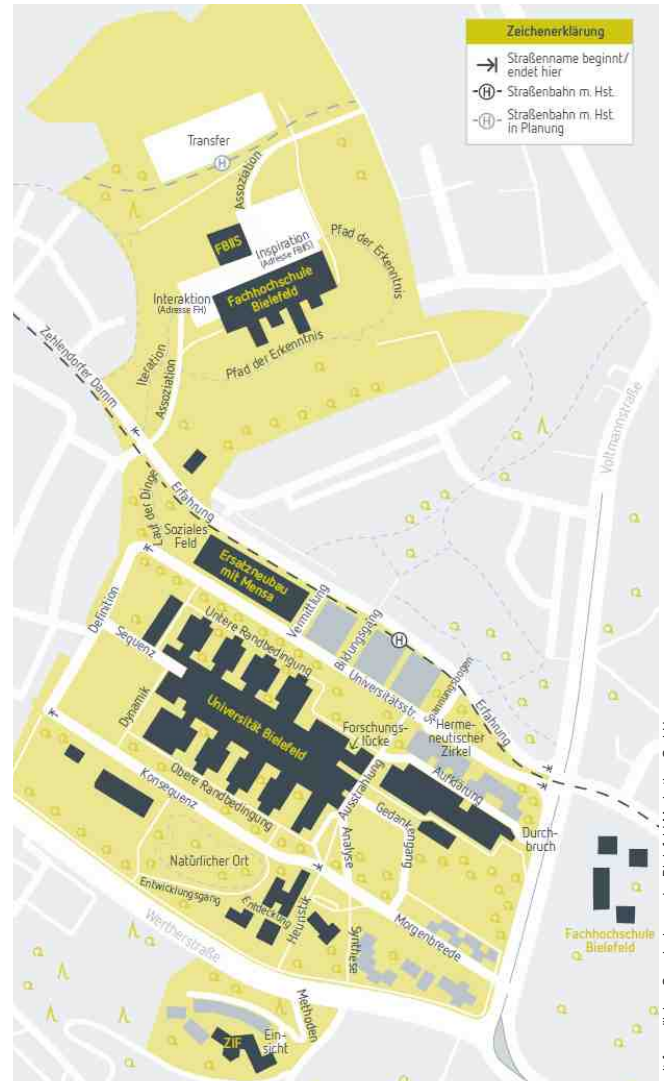 Zeichenerklärung
Straßenname beginnt/
endet hier
H
Straßenbahn m. Hst.
H
Straßenbahn m. Hst.
in Planung
Transfer
H
Assoziation
FBIIS
Inspiration
(Adresse FBIIS)
Pfad der Erkenntnis
Fachhochschule
Bielefeld
Interaktion
(Adresse FH)
Iteration
Assoziation
Pfad der Erkenntnis
Zehlendorfer Damm
Voltmannstraße
Erfahrung
Lauf der Dinge
Soziales
Feld
Ersatzneubau
mit Mensa
Vermittlung
Bildungsgang
H
Definition
Sequenz
Untere Randbedingung
Universitätsstr.
Spannungsbogen
Erfahrung
Dynamik
Universität Bielefeld
Forschungs-
lücke
Herme-
neutischer
Zirkel
Aufklärung
Konsequenz
Obere Randbedingung
Ausstrahlung
Gedankengang
Durch-
bruch
Analyse
Natürlicher Ort
Entwicklungsgang
Entdeckung
Heuristik
Morgenbreede
Synthese
Wertherstraße
Fachhochschule
Bielefeld
Methoden
Ein-
sicht
ZIF